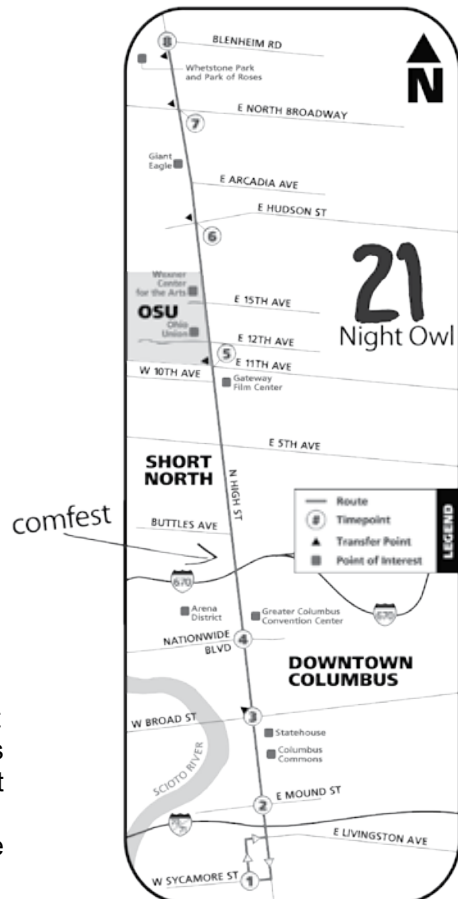 8
BLENHEIM RD
N
Whetstone Park
and Park of Roses
E NORTH BROADWAY
7
Giant
Eagle
E ARCADIA AVE
E HUDSON ST
6
21
Night Owl
Wexner
Center
for the Arts
OSU
E 15TH AVE
Ohio
Union
E 12TH AVE
5
E 11TH AVE
W 10TH AVE
Gateway
Film Center
E 5TH AVE
SHORT
NORTH
N HIGH ST
LEGEND
Route
# Timepoint
Transfer Point
Point of Interest
comfest
BUTTLES AVE
670
670
Arena
District
Greater Columbus
Convention Center
NATIONWIDE
BLVD
4
DOWNTOWN
COLUMBUS
W BROAD ST
3
Statehouse
Columbus
Commons
SCIOTO RIVER
2
E MOUND ST
E LIVINGSTON AVE
W SYCAMORE ST
1
t
s
t
e